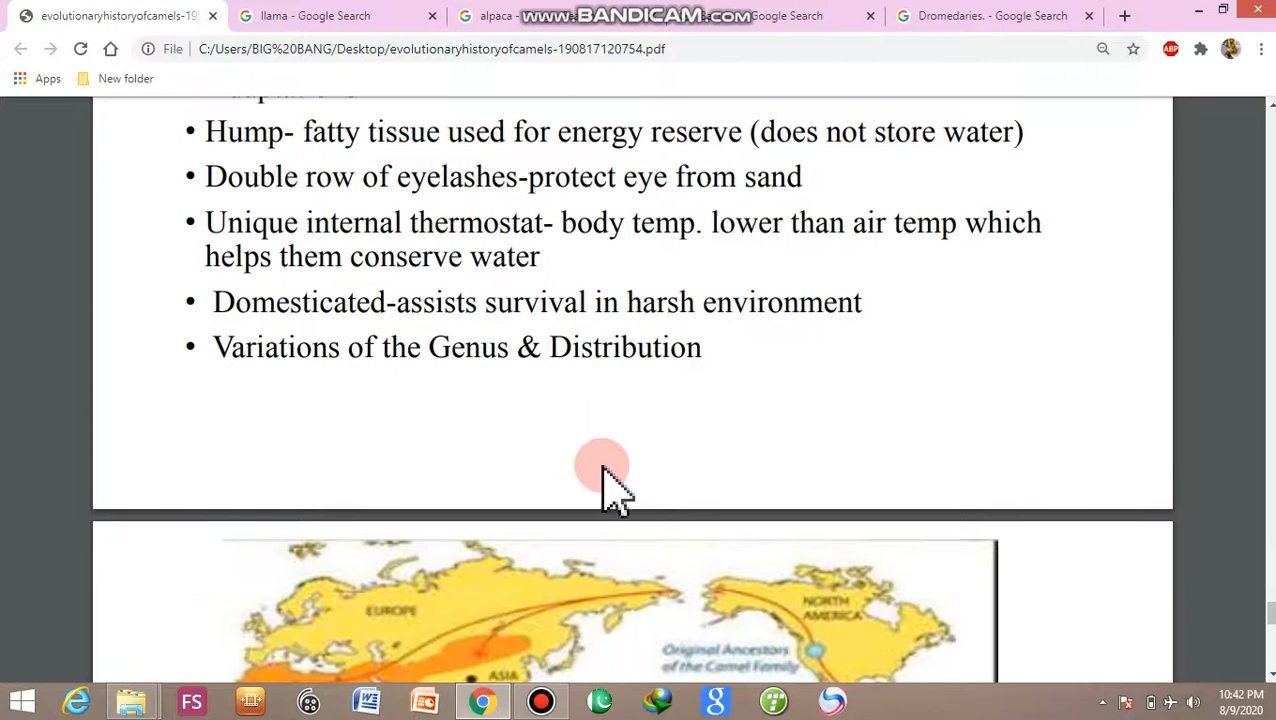 evolutionaryhistoryofcamels-19
llama - Google Search
alpaca -
www.BANDICAM.com
Google Search
Dromedaries. - Google Search
File
C:/Users/BIG%20BANG/Desktop/evolutionaryhistoryofcamels-190817120754.pdf
ABP
Apps
New folder
• Hump- fatty tissue used for energy reserve (does not store water)
• Double row of eyelashes-protect eye from sand
• Unique internal thermostat- body temp. lower than air temp which
helps them conserve water
• Domesticated-assists survival in harsh environment
• Variations of the Genus & Distribution
EUROPE
NORTH
AMERICA
Original Ancestors
of the Camel Family
ASIA
FS
10:42 PM
8/9/2020